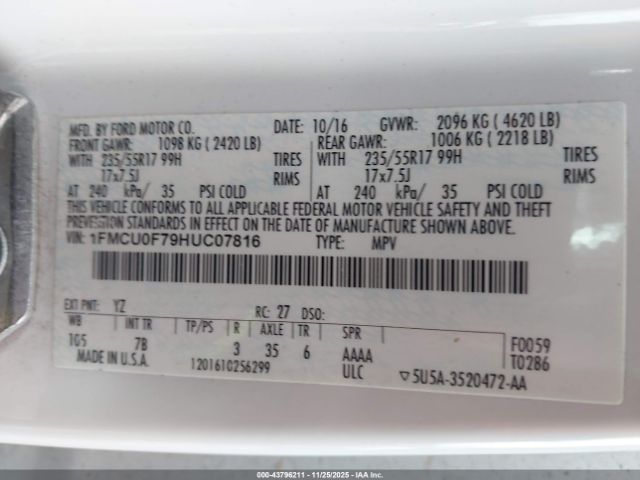 MFD. BY FORD MOTOR CO. DATE: 10/16 GVWR: 2096 KG ( 4620 LB)
FRONT GAWR: 1098 KG ( 2420 LB) REAR GAWR: 1006 KG ( 2218 LB)
WITH 235/55R17 99H TIRES WITH 235/55R17 99H TIRES
17x7.5J RIMS 17x7.5J RIMS
AT 240 kPa/ 35 PSI COLD AT 240 kPa/ 35 PSI COLD
THIS VEHICLE CONFORMS TO ALL APPLICABLE FEDERAL MOTOR VEHICLE SAFETY AND THEFT
PREVENTION STANDARDS IN EFFECT ON THE DATE OF MANUFACTURE SHOWN ABOVE.
VIN: 1FMCU0F79HUC07816 TYPE: MPV
EXT PNT: YZ RC: 27 DSO:
WB INT TR TP/PS R AXLE TR SPR
105 7B 3 35 6 AAAA F0059
MADE IN U.S.A. 1201610256299 ULC ▽5U5A-3520472-AA T0286
000-43796211 - 11/25/2025 - Copyright © 2025 IAA, LLC